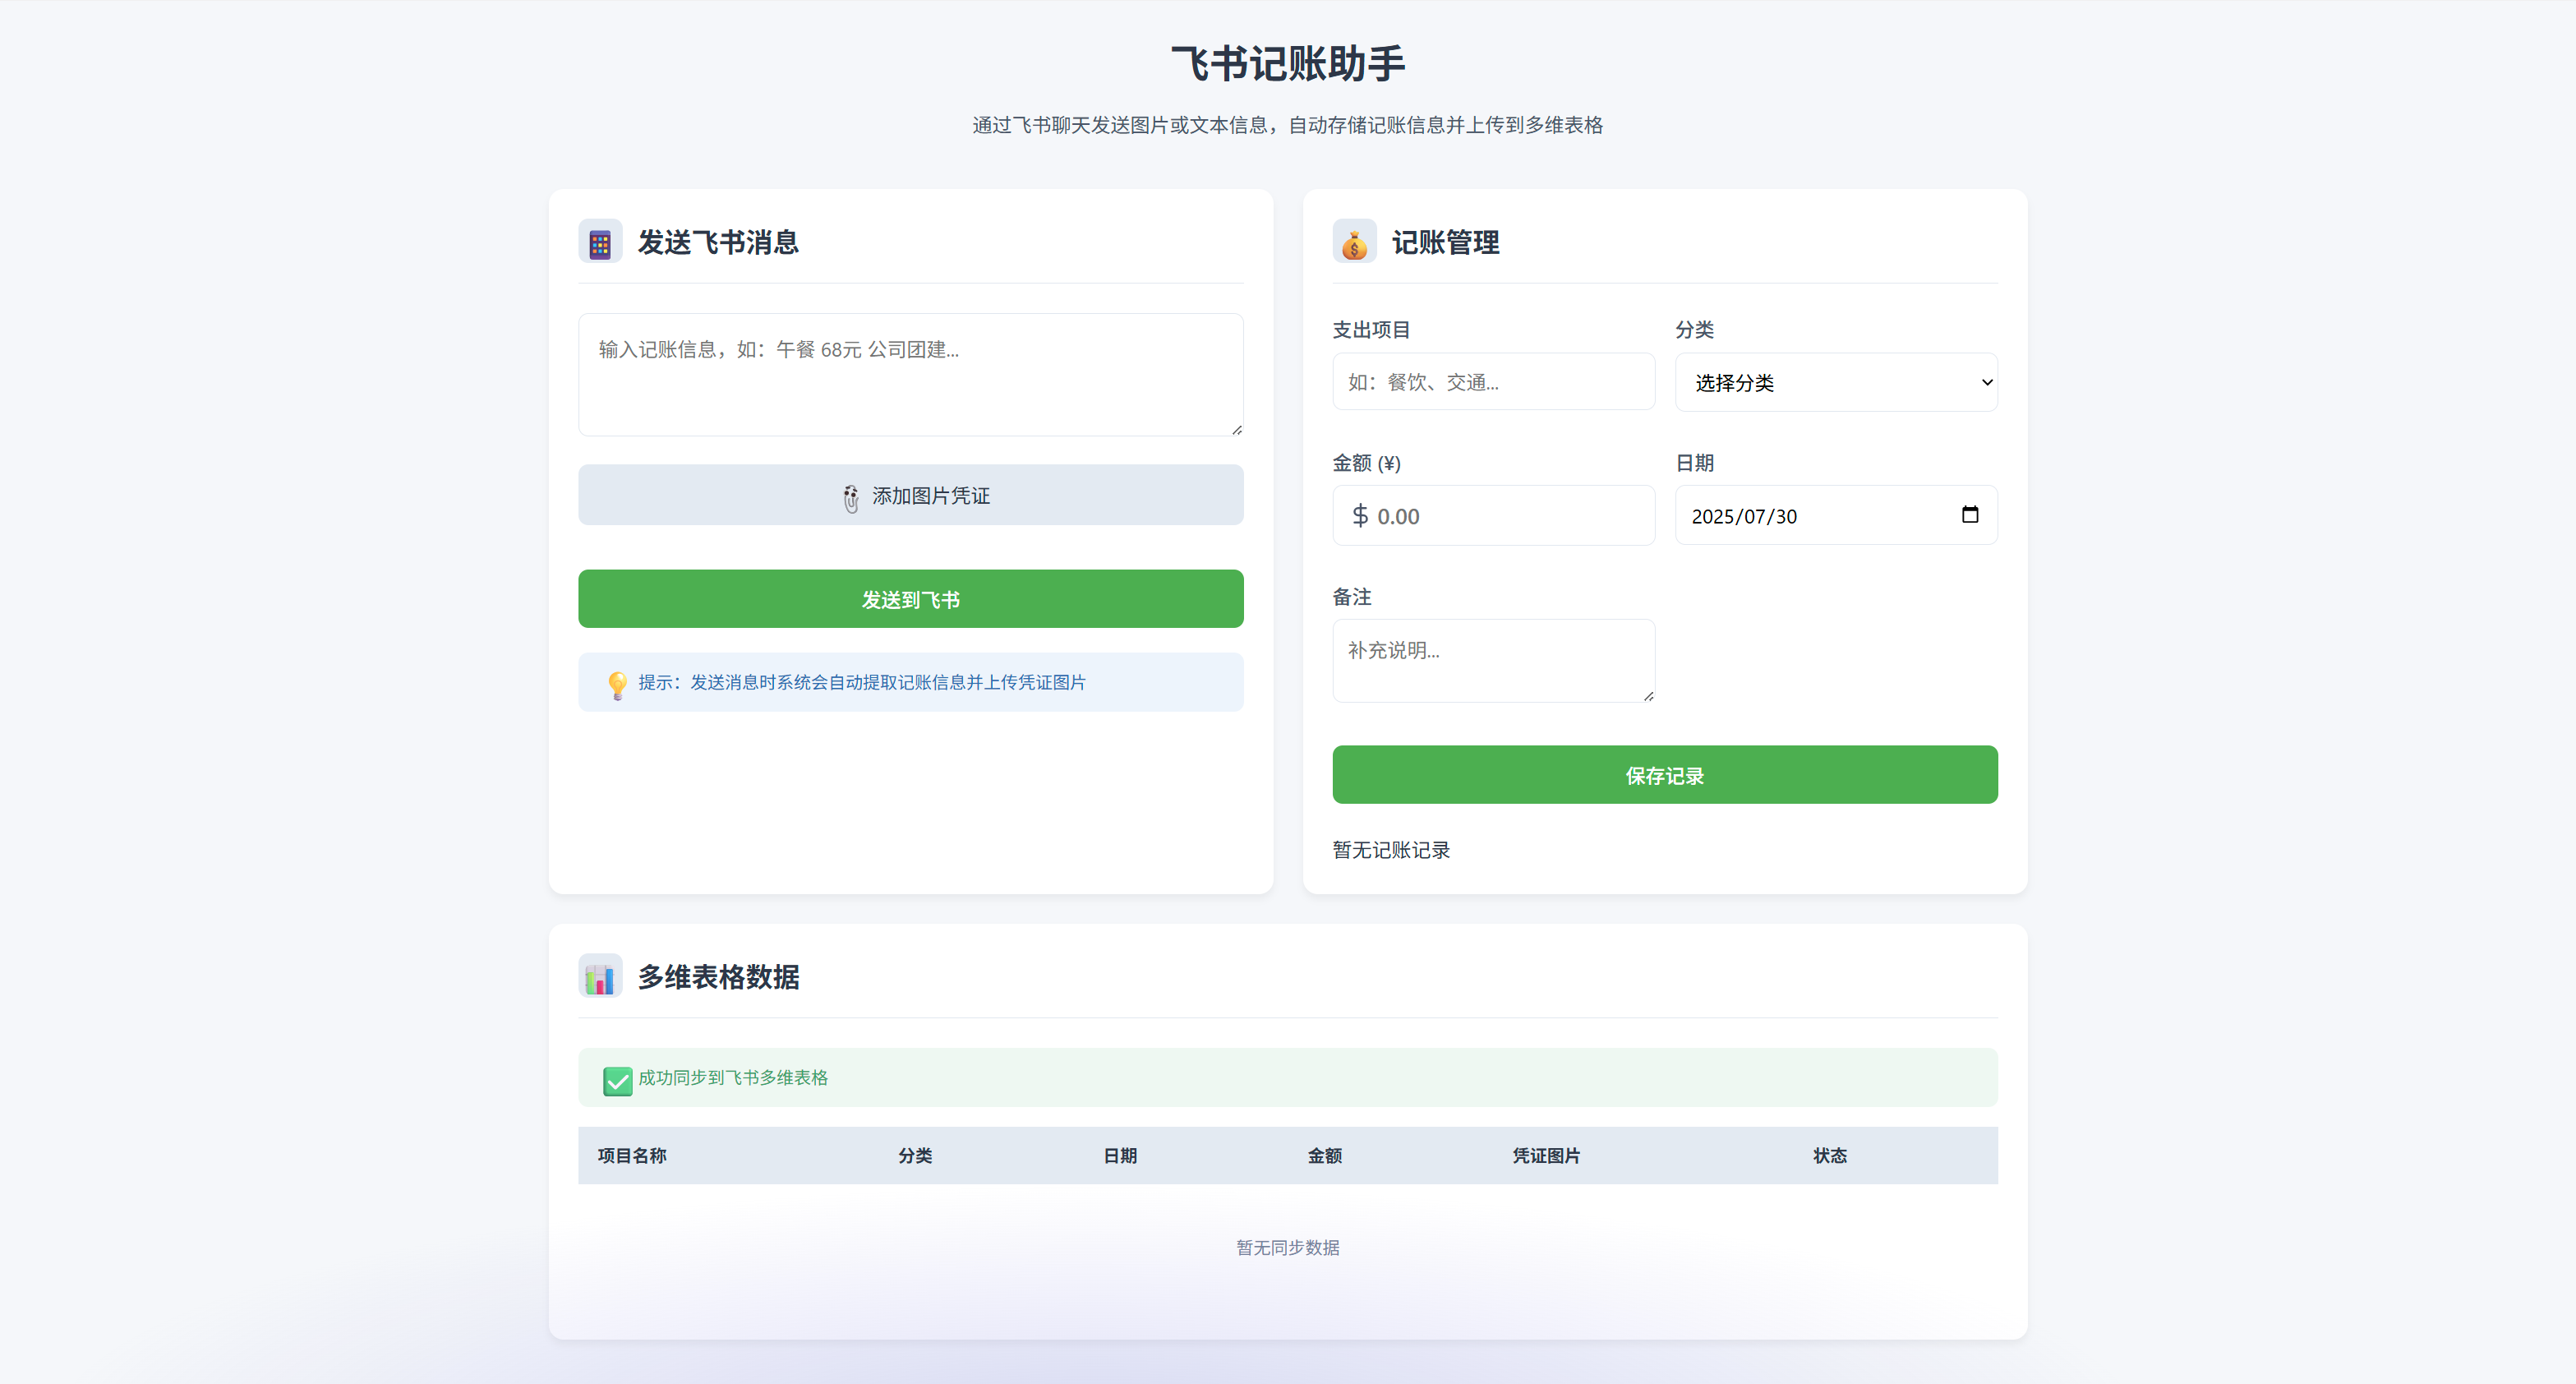 飞书记账助手
通过飞书聊天发送图片或文本信息，自动存储记账信息并上传到多维表格
发送飞书消息
输入记账信息，如：午餐 68元 公司团建...
添加图片凭证
发送到飞书
提示：发送消息时系统会自动提取记账信息并上传凭证图片
记账管理
支出项目
如：餐饮、交通...
分类
选择分类
金额 (¥)
$ 0.00
日期
2025/07/30
备注
补充说明...
保存记录
暂无记账记录
多维表格数据
成功同步到飞书多维表格
项目名称 分类 日期 金额 凭证图片 状态
暂无同步数据